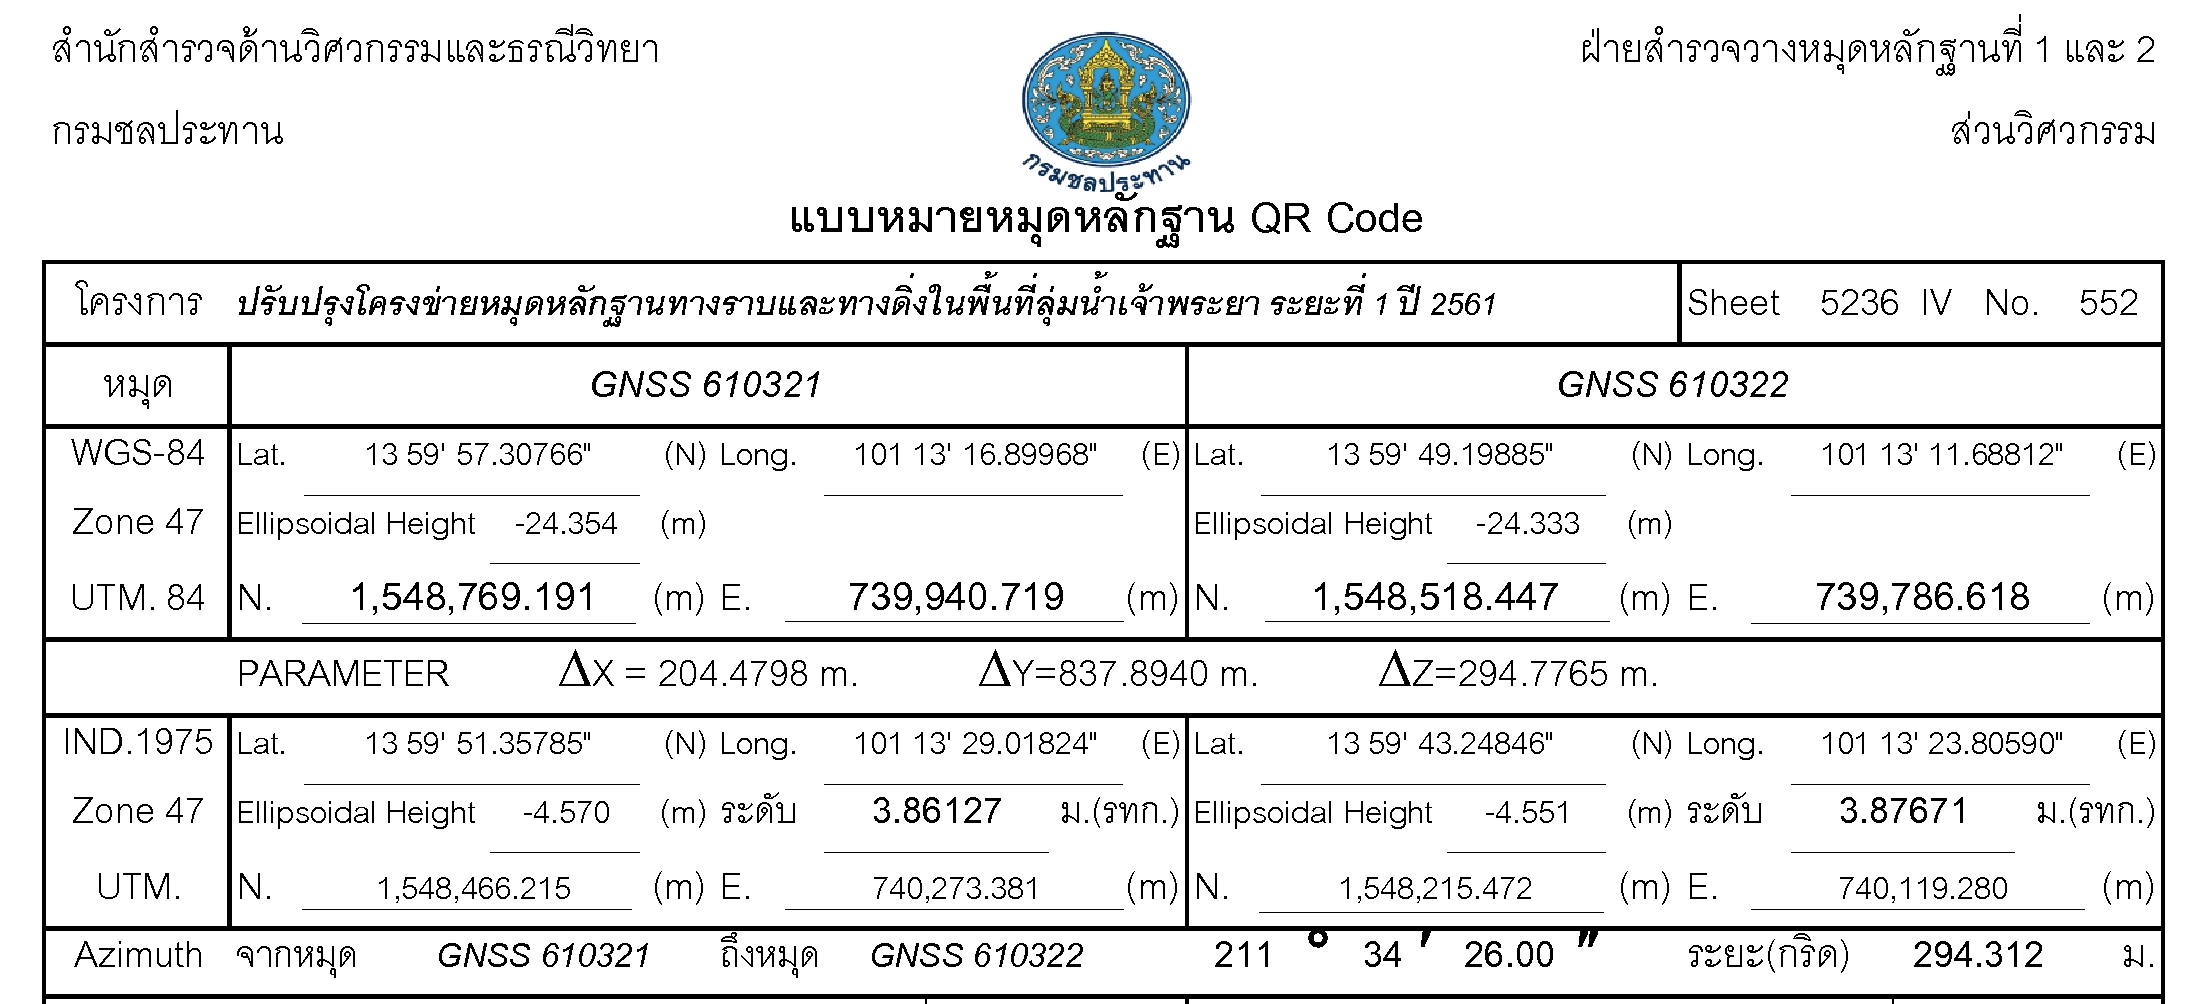 สำนักสำรวจด้านวิศวกรรมและธรณีวิทยา
ฝ่ายสำรวจวางหมุดหลักฐานที่ 1 และ 2
กรมชลประทาน
ส่วนวิศวกรรม
กรมชลประทาน
แบบหมายหมุดหลักฐาน QR Code
โครงการ ปรับปรุงโครงข่ายหมุดหลักฐานทางราบและทางดิ่งในพื้นที่ลุ่มน้ำเจ้าพระยา ระยะที่ 1 ปี 2561 Sheet 5236 IV No. 552
หมุด GNSS 610321 GNSS 610322
WGS-84 Lat. 13 59' 57.30766" (N) Long. 101 13' 16.89968" (E) Lat. 13 59' 49.19885" (N) Long. 101 13' 11.68812" (E)
Zone 47 Ellipsoidal Height -24.354 (m) Ellipsoidal Height -24.333 (m)
UTM. 84 N. 1,548,769.191 (m) E. 739,940.719 (m) N. 1,548,518.447 (m) E. 739,786.618 (m)
PARAMETER ΔX = 204.4798 m. ΔY=837.8940 m. ΔZ=294.7765 m.
IND.1975 Lat. 13 59' 51.35785" (N) Long. 101 13' 29.01824" (E) Lat. 13 59' 43.24846" (N) Long. 101 13' 23.80590" (E)
Zone 47 Ellipsoidal Height -4.570 (m) ระดับ 3.86127 ม.(รทก.) Ellipsoidal Height -4.551 (m) ระดับ 3.87671 ม.(รทก.)
UTM. N. 1,548,466.215 (m) E. 740,273.381 (m) N. 1,548,215.472 (m) E. 740,119.280 (m)
Azimuth จากหมุด GNSS 610321 ถึงหมุด GNSS 610322 211 ° 34 ' 26.00 " ระยะ(กริด) 294.312 ม.